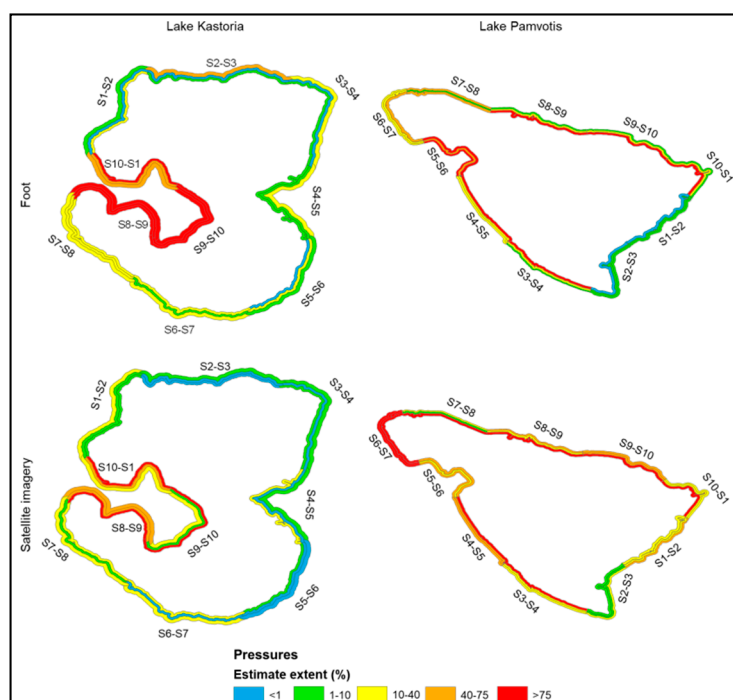 Lake Kastoria
Lake Pamvotis
Foot
S1-S2
S2-S3
S3-S4
S10-S1
S4-S5
S8-S9
S9-S10
S7-S8
S5-S6
S6-S7
S7-S8
S8-S9
S9-S10
S10-S1
S6-S7
S5-S6
S1-S2
S4-S5
S2-S3
S3-S4
Satellite imagery
S2-S3
S1-S2
S3-S4
S10-S1
S4-S5
S8-S9
S9-S10
S7-S8
S5-S6
S6-S7
S7-S8
S8-S9
S9-S10
S6-S7
S5-S6
S10-S1
S4-S5
S1-S2
S2-S3
S3-S4
Pressures
Estimate extent (%)
<1 1-10 10-40 40-75 >75